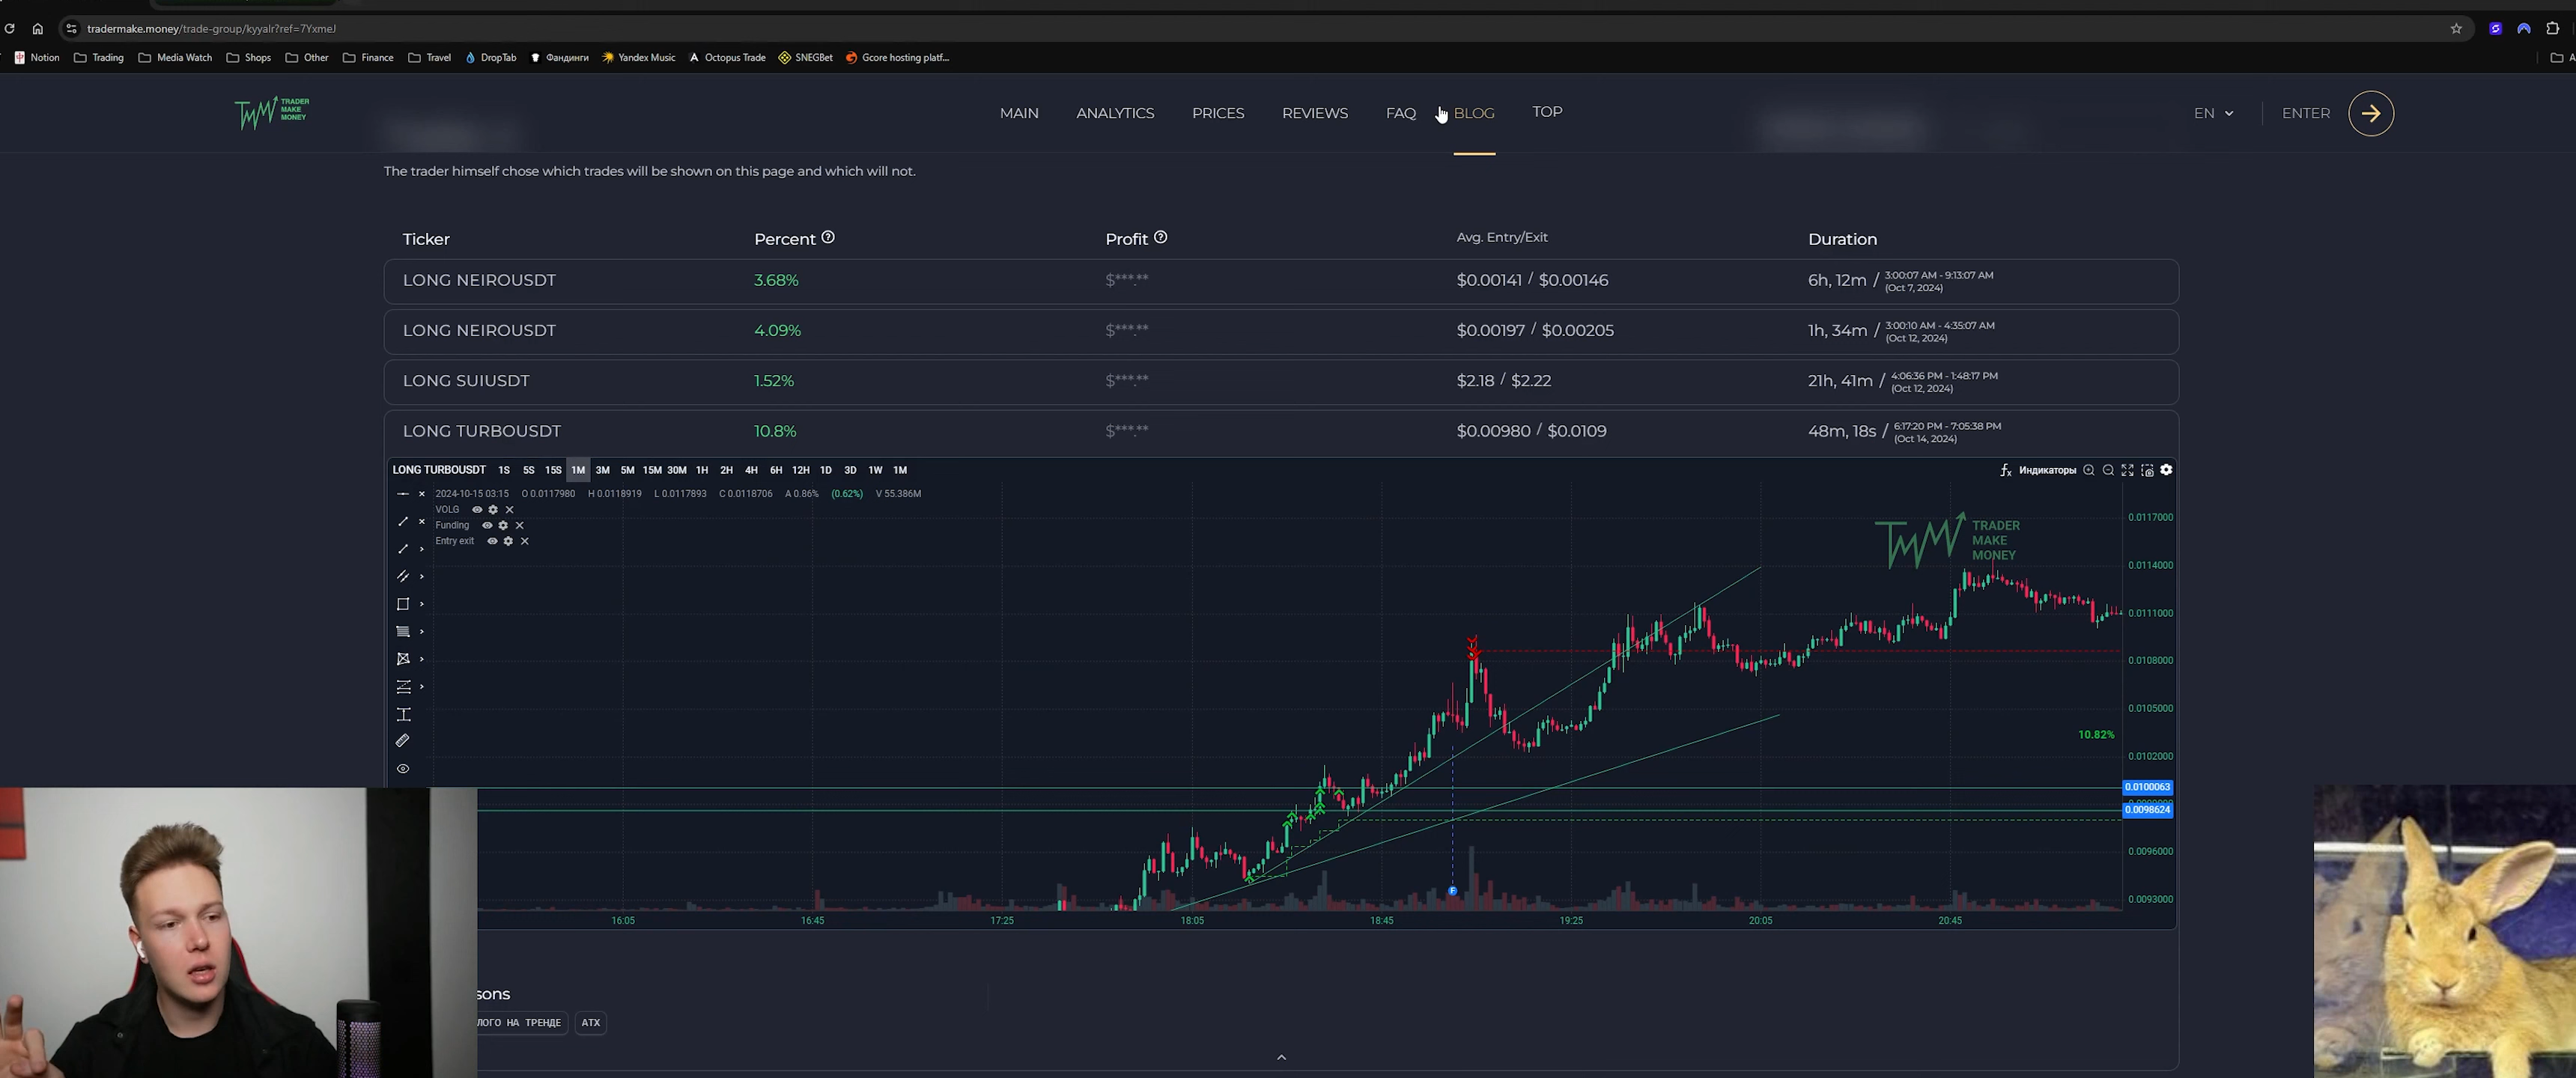 tradermake.money/trade-group/kyyalr?ref=7YxmeJ
Notion Trading Media Watch Shops Other Finance Travel DropTab Фандинги Yandex Music Octopus Trade SNEGBet Gcore hosting platf...
TRADER MAKE MONEY
MAIN ANALYTICS PRICES REVIEWS FAQ BLOG TOP EN ENTER
The trader himself chose which trades will be shown on this page and which will not.
Ticker Percent Profit Avg. Entry/Exit Duration
LONG NEIROUSDT 3.68% $***.** $0.00141 / $0.00146 6h, 12m / 3:00:07 AM - 9:13:07 AM (Oct 7, 2024)
LONG NEIROUSDT 4.09% $***.** $0.00197 / $0.00205 1h, 34m / 3:00:10 AM - 4:35:07 AM (Oct 12, 2024)
LONG SUIUSDT 1.52% $***.** $2.18 / $2.22 21h, 41m / 4:06:36 PM - 1:48:17 PM (Oct 12, 2024)
LONG TURBOUSDT 10.8% $***.** $0.00980 / $0.0109 48m, 18s / 6:17:20 PM - 7:05:38 PM (Oct 14, 2024)
LONG TURBOUSDT 1S 5S 15S 1M 3M 5M 15M 30M 1H 2H 4H 6H 12H 1D 3D 1W 1M Индикаторы
2024-10-15 03:15 O 0.0117980 H 0.0118919 L 0.0117893 C 0.0118706 A 0.86% (0.62%) V 55.386M
VOLG
Funding
Entry exit
TRADER
MAKE
MONEY
0.0117000
0.0114000
0.0111000
0.0108000
0.0105000
10.82%
0.0102000
0.0100063
0.0098624
0.0096000
0.0093000
F
16:05 16:45 17:25 18:05 18:45 19:25 20:05 20:45
sons
ЛОГО НА ТРЕНДЕ ATX